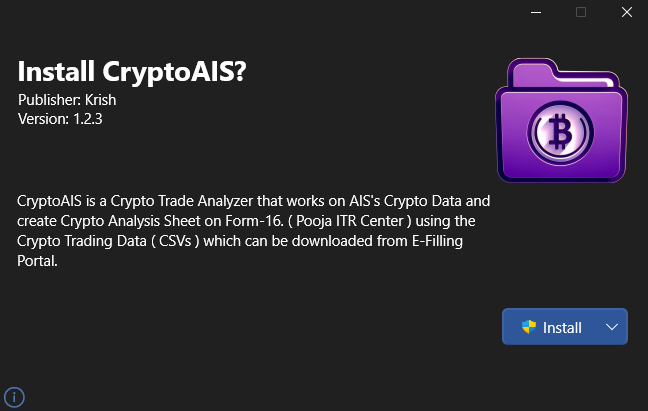 Install CryptoAIS?
Publisher: Krish
Version: 1.2.3
CryptoAIS is a Crypto Trade Analyzer that works on AIS's Crypto Data and
create Crypto Analysis Sheet on Form-16. ( Pooja ITR Center ) using the
Crypto Trading Data ( CSVs ) which can be downloaded from E-Filling
Portal.
Install